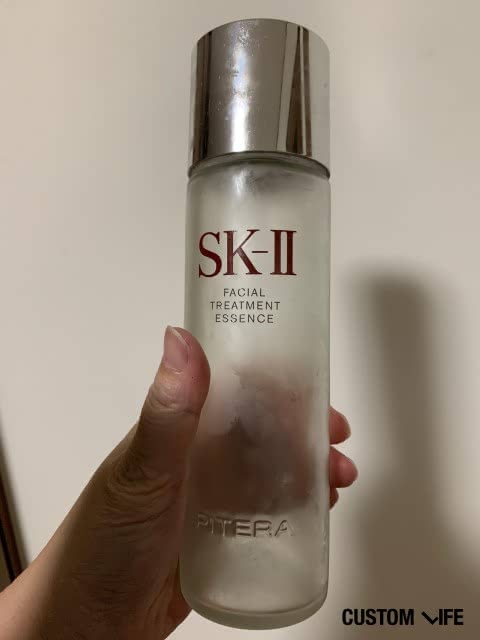 SK-II
FACIAL
TREATMENT
ESSENCE
PITERA
CUSTOM LIFE